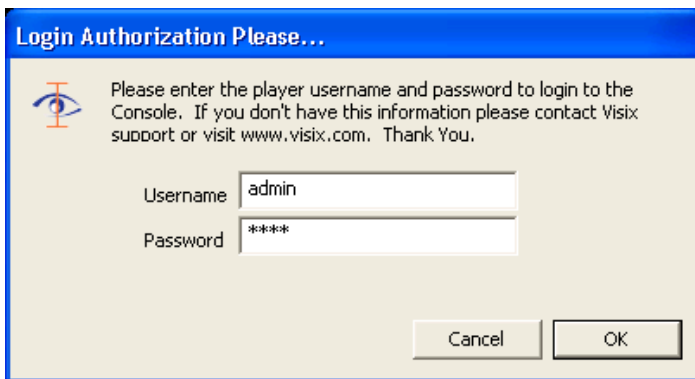 Login Authorization Please...
Please enter the player username and password to login to the
Console.  If you don't have this information please contact Visix
support or visit www.visix.com.  Thank You.
Username admin
Password ****
Cancel OK